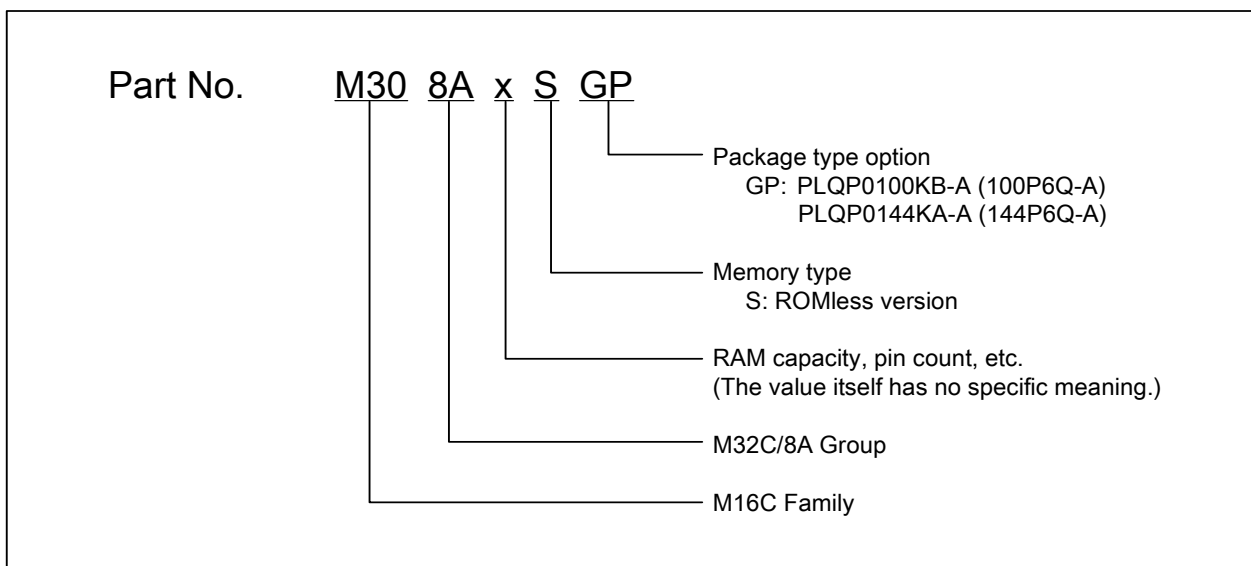 Part No. M30 8A x S GP
Package type option
GP: PLQP0100KB-A (100P6Q-A)
PLQP0144KA-A (144P6Q-A)
Memory type
S: ROMless version
RAM capacity, pin count, etc.
(The value itself has no specific meaning.)
M32C/8A Group
M16C Family